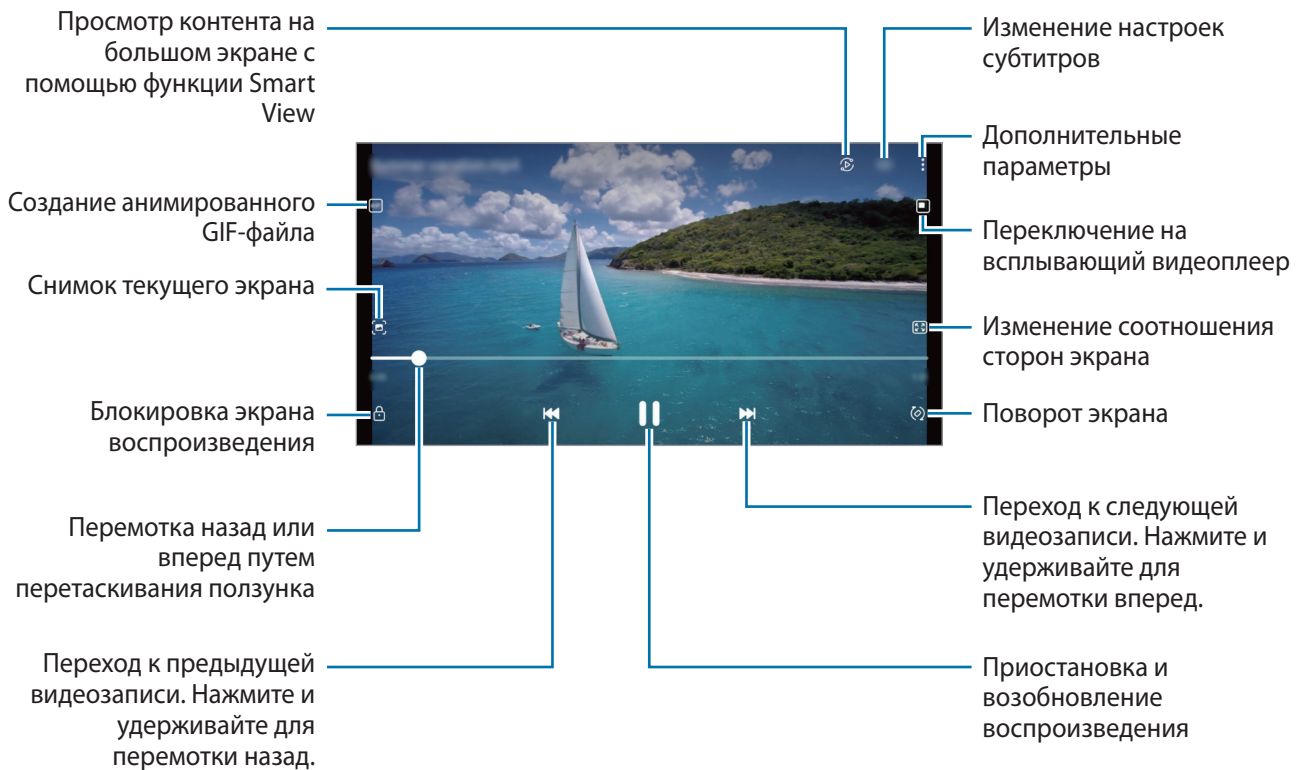 Просмотр контента на
большом экране с
помощью функции Smart
View
Создание анимированного
GIF-файла
Снимок текущего экрана
Блокировка экрана
воспроизведения
Перемотка назад или
вперед путем
перетаскивания ползунка
Переход к предыдущей
видеозаписи. Нажмите и
удерживайте для
перемотки назад.
Изменение настроек
субтитров
Дополнительные
параметры
Переключение на
всплывающий видеоплеер
Изменение соотношения
сторон экрана
Поворот экрана
Переход к следующей
видеозаписи. Нажмите и
удерживайте для
перемотки вперед.
Приостановка и
возобновление
воспроизведения